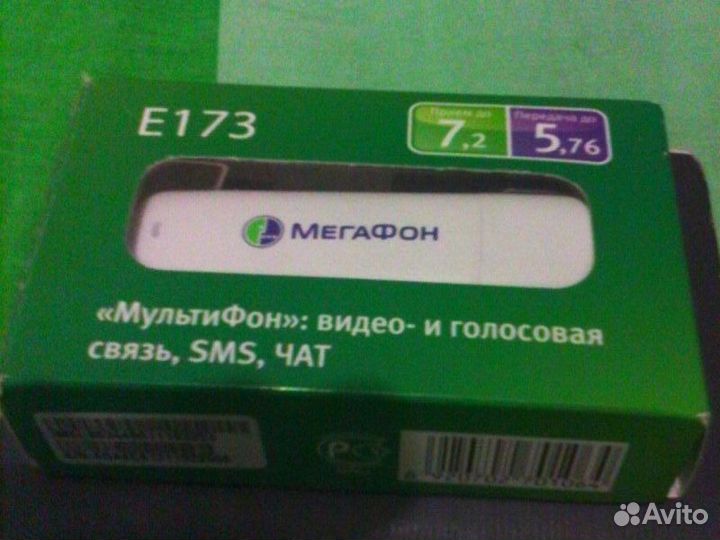 E173
Прием до
7,2
Передача до
5,76
МЕГАФОН
«МультиФон»: видео- и голосовая
связь, SMS, ЧАТ
Avito